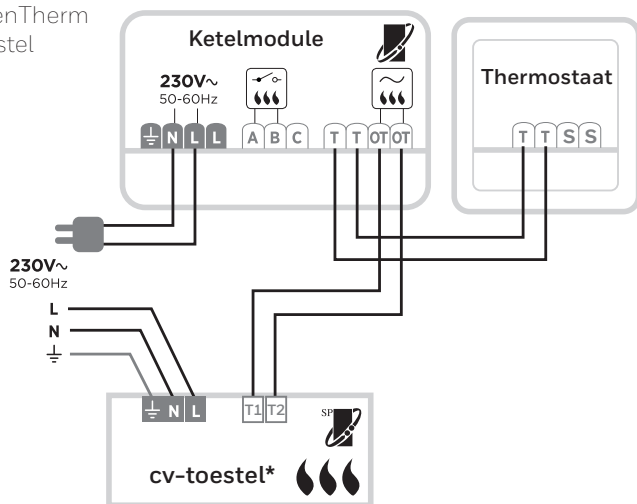 enTherm
stel
Ketelmodule
230V~
50-60Hz
N L L A B C T T OT OT
Thermostaat
T T S S
230V~
50-60Hz
L
N
N L T1 T2
SP
cv-toestel*